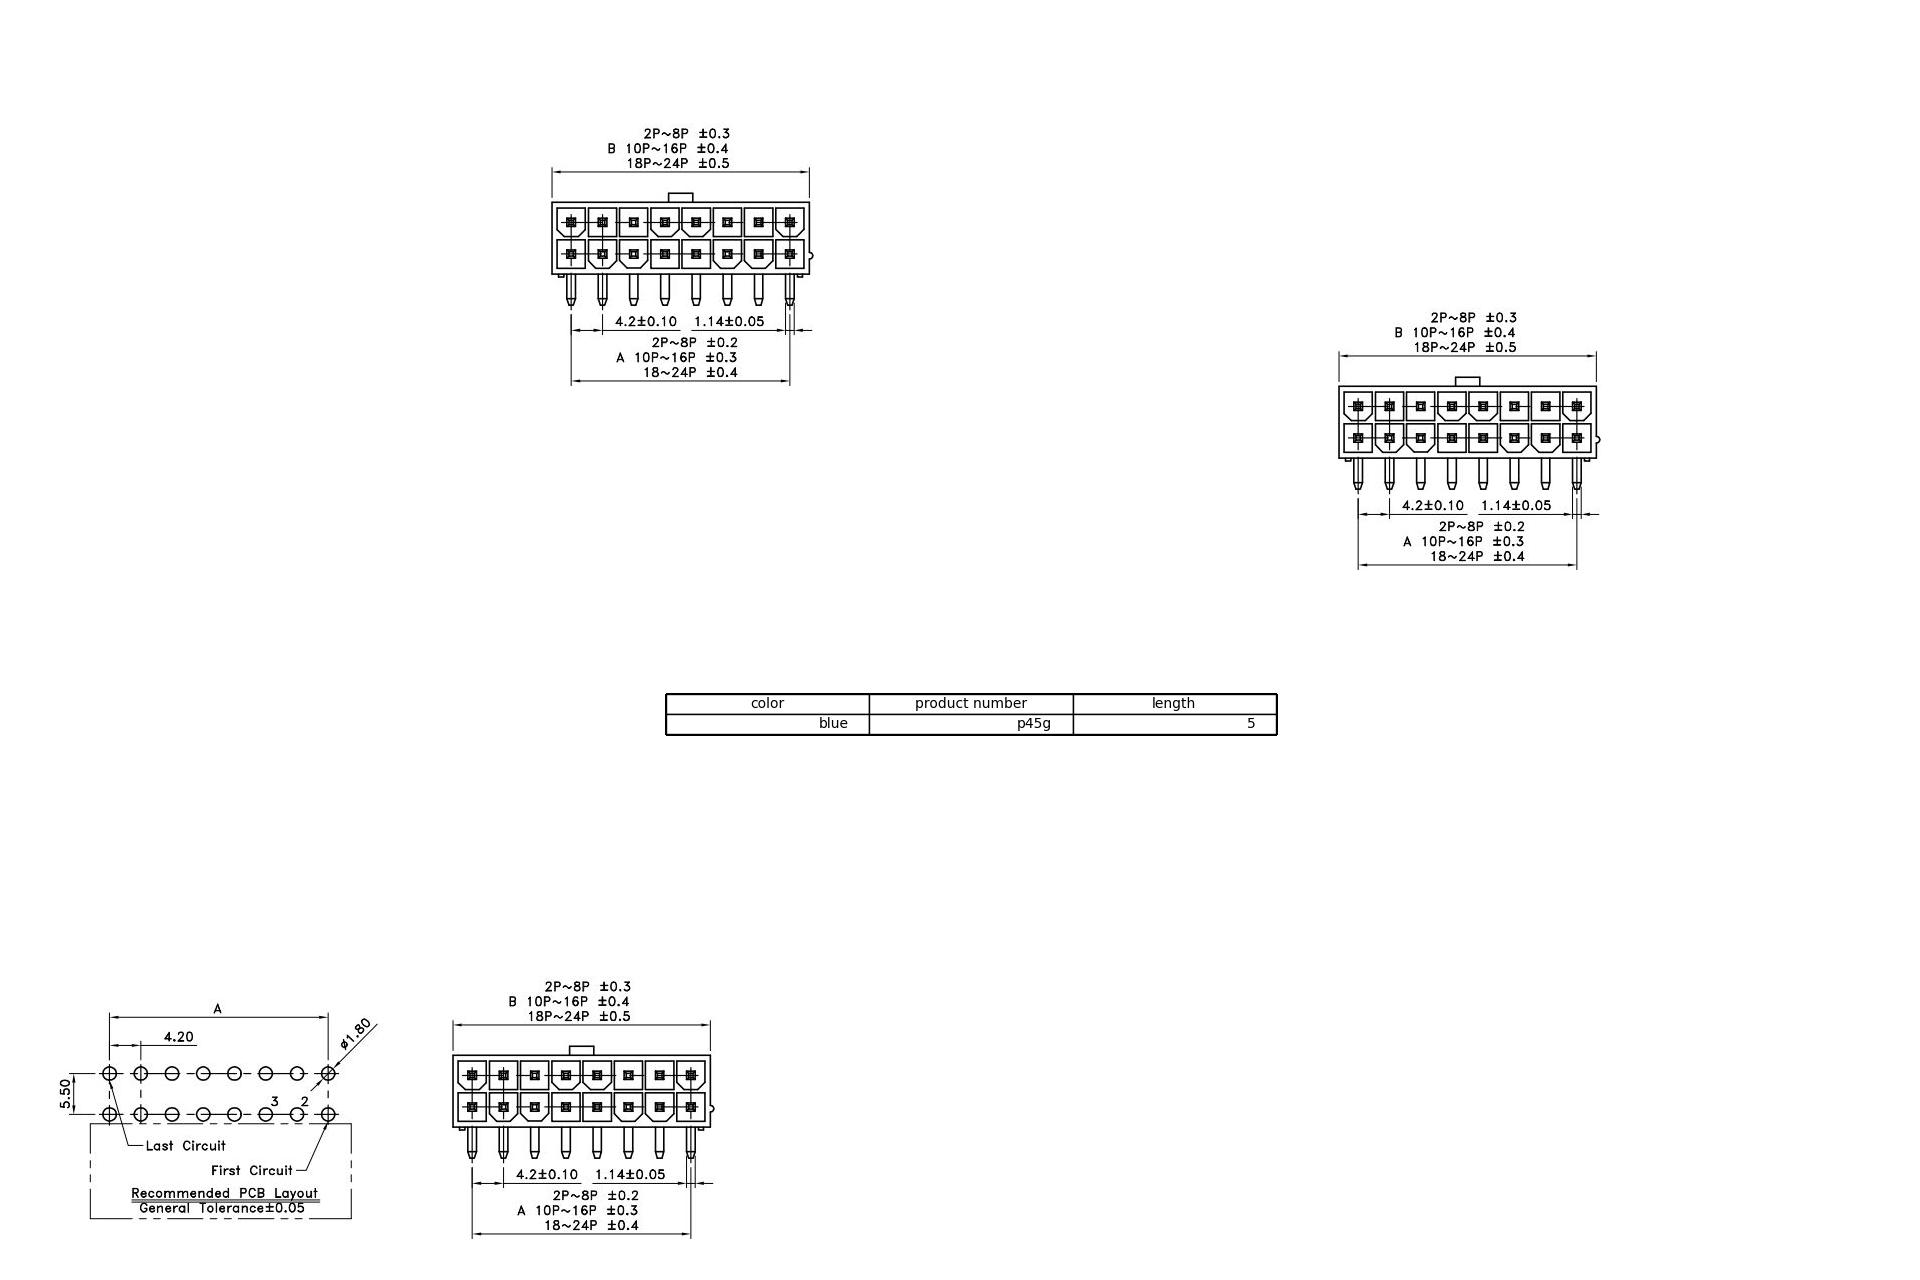 2P~8P ±0.3
B 10P~16P ±0.4
18P~24P ±0.5
4.2±0.10 1.14±0.05
2P~8P ±0.2
A 10P~16P ±0.3
18~24P ±0.4
2P~8P ±0.3
B 10P~16P ±0.4
18P~24P ±0.5
4.2±0.10 1.14±0.05
2P~8P ±0.2
A 10P~16P ±0.3
18~24P ±0.4
color product number length
blue p45g 5
A
4.20
ø1.80
5.50
3 2
Last Circuit
First Circuit
Recommended PCB Layout
General Tolerance±0.05
2P~8P ±0.3
B 10P~16P ±0.4
18P~24P ±0.5
4.2±0.10 1.14±0.05
2P~8P ±0.2
A 10P~16P ±0.3
18~24P ±0.4